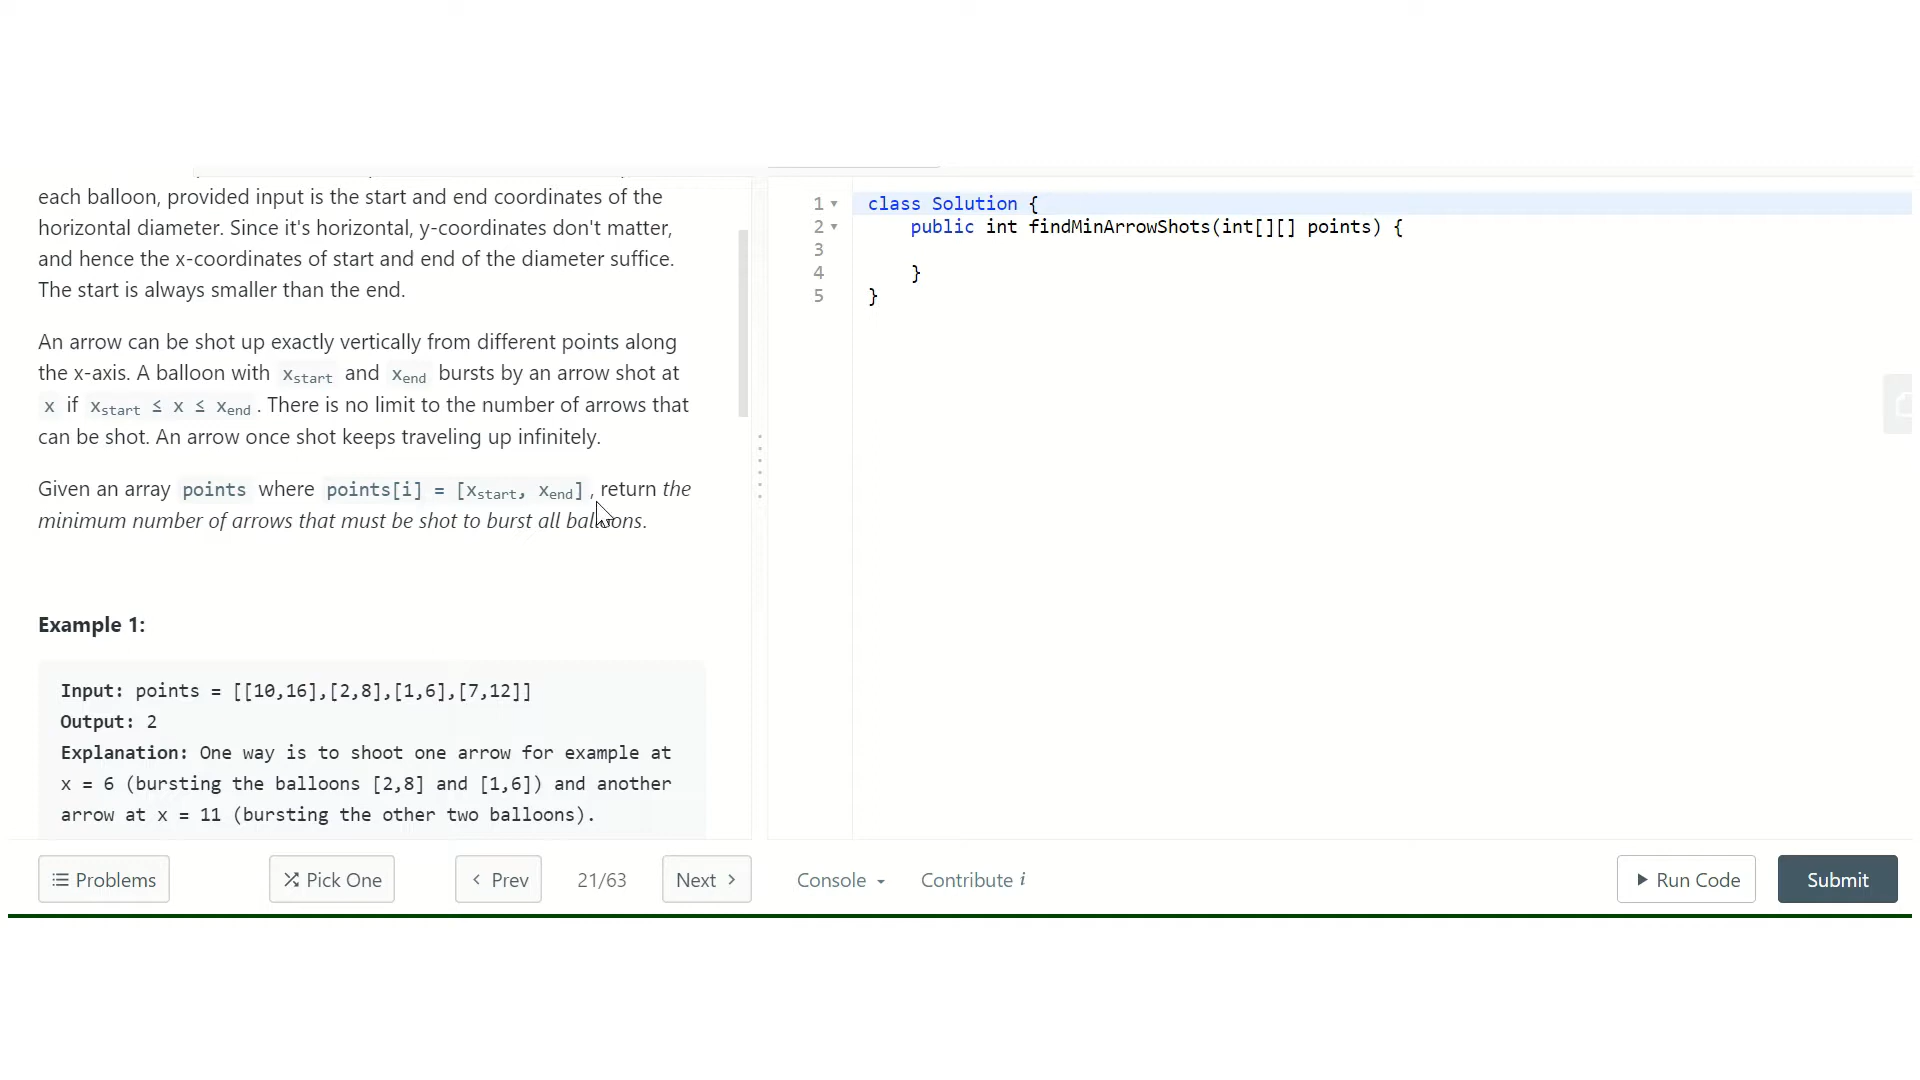 each balloon, provided input is the start and end coordinates of the
horizontal diameter. Since it's horizontal, y-coordinates don't matter,
and hence the x-coordinates of start and end of the diameter suffice.
The start is always smaller than the end.
An arrow can be shot up exactly vertically from different points along
the x-axis. A balloon with xstart and xend bursts by an arrow shot at
x if xstart ≤ x ≤ xend. There is no limit to the number of arrows that
can be shot. An arrow once shot keeps traveling up infinitely.
Given an array points where points[i] = [xstart, xend], return the
minimum number of arrows that must be shot to burst all balloons.
Example 1:
Input: points = [[10,16],[2,8],[1,6],[7,12]]
Output: 2
Explanation: One way is to shoot one arrow for example at
x = 6 (bursting the balloons [2,8] and [1,6]) and another
arrow at x = 11 (bursting the other two balloons).
Problems
Pick One
< Prev
21/63
Next >
1 class Solution {
2 public int findMinArrowShots(int[][] points) {
3
4 }
5 }
Console
Contribute i
Run Code
Submit